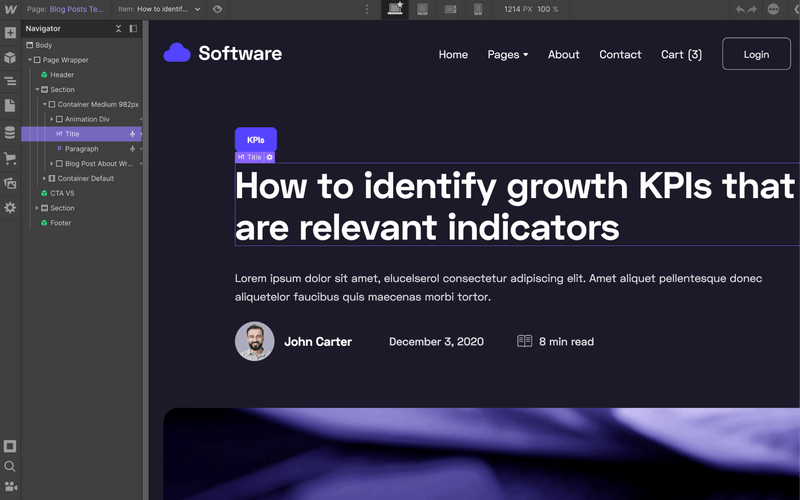 Page: Blog Posts Te...
Item: How to identif...
1214 PX 100 %
Navigator
Body
Page Wrapper
Header
Section
Container Medium 982px
Animation Div
H1 Title
P Paragraph
Blog Post About Wr...
Container Default
CTA V5
Section
Footer
Software
Home
Pages
About
Contact
Cart (3)
Login
KPIs
H1 Title
How to identify growth KPIs that
are relevant indicators
Lorem ipsum dolor sit amet, elucelserol consectetur adipiscing elit. Amet aliquet pellentesque donec
aliquetelor faucibus quis maecenas morbi tortor.
John Carter
December 3, 2020
8 min read